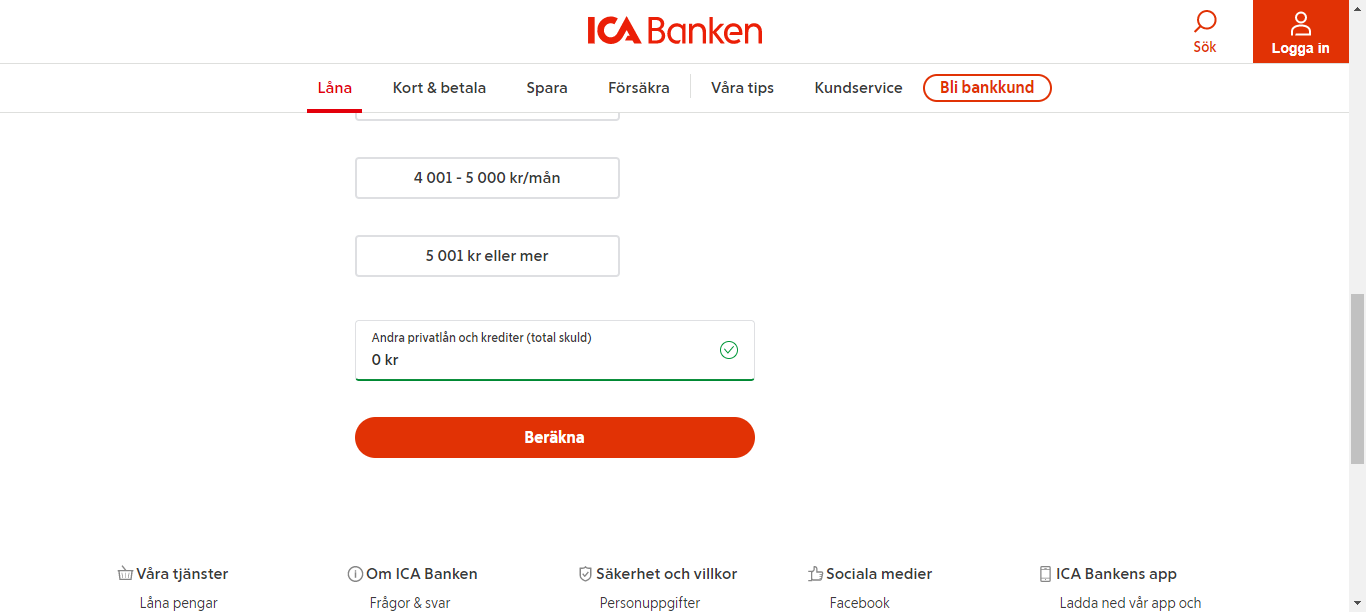 ICA Banken
Sök
Logga in
Låna
Kort & betala
Spara
Försäkra
Våra tips
Kundservice
Bli bankkund
4 001 - 5 000 kr/mån
5 001 kr eller mer
Andra privatlån och krediter (total skuld)
0 kr
Beräkna
Våra tjänster
Om ICA Banken
Säkerhet och villkor
Sociala medier
ICA Bankens app
Låna pengar
Frågor & svar
Personuppgifter
Facebook
Ladda ned vår app och